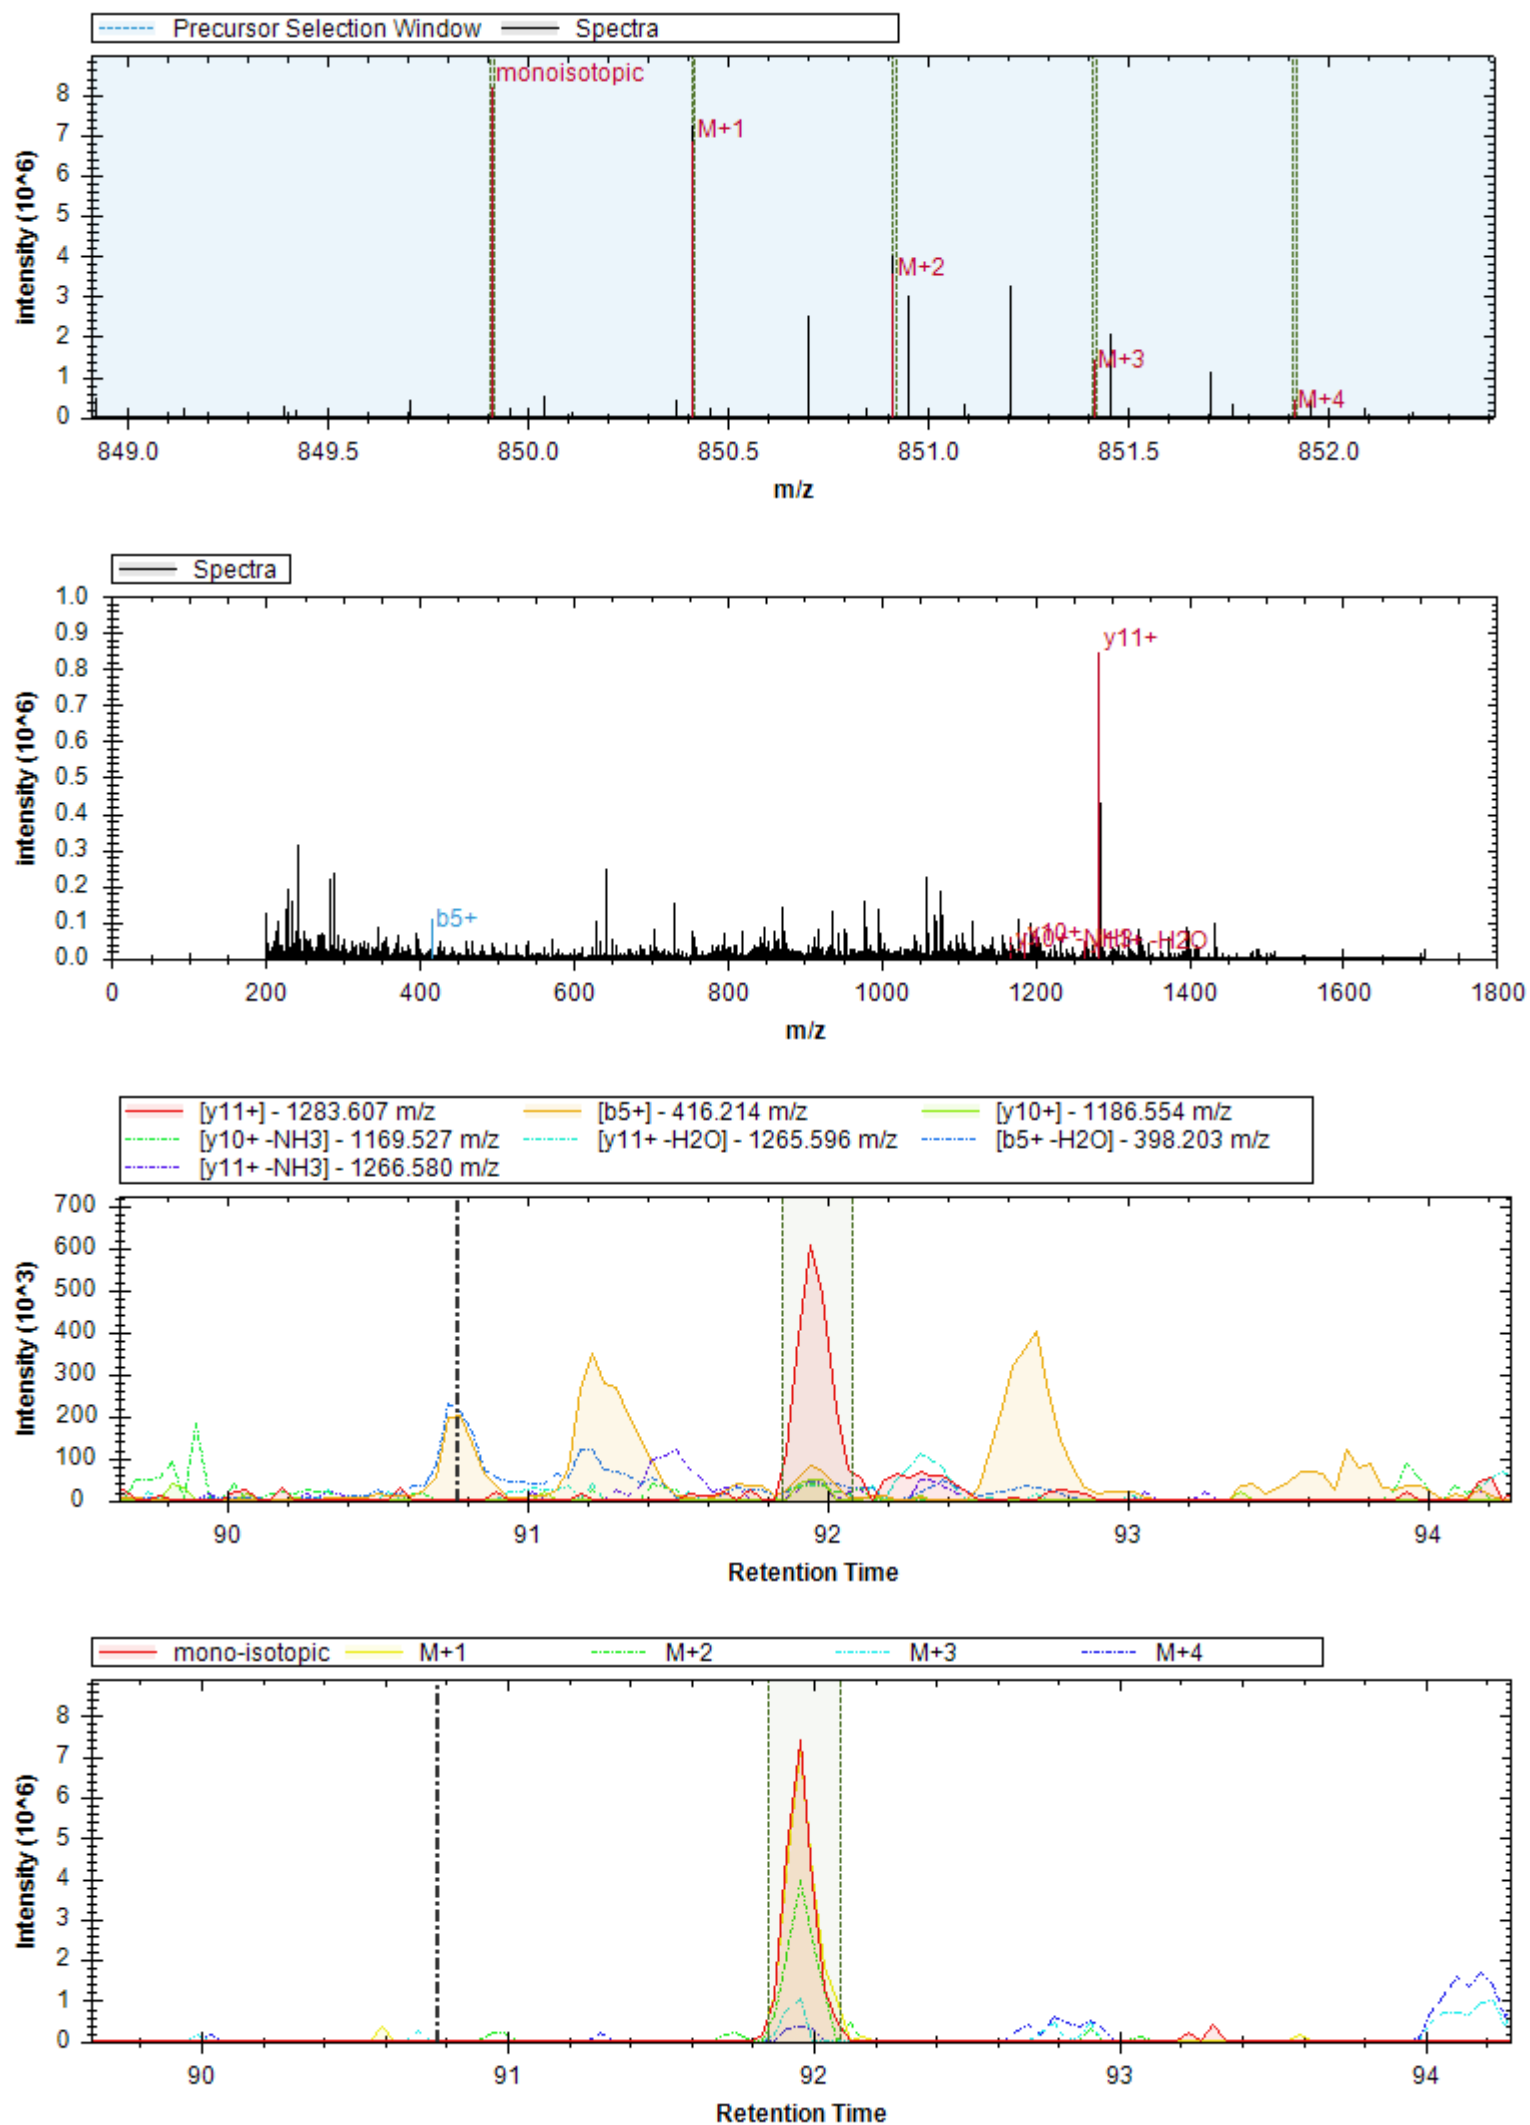 Precursor Selection Window Spectra
intensity (10^6)
8
7
6
5
4
3
2
1
0
monoisotopic
M+1
M+2
M+3
M+4
849.0 849.5 850.0 850.5 851.0 851.5 852.0
m/z
Spectra
intensity (10^6)
1.0
0.9
0.8
0.7
0.6
0.5
0.4
0.3
0.2
0.1
0.0
y11+
b5+
y10+
-H2O
0 200 400 600 800 1000 1200 1400 1600 1800
m/z
[y11+] - 1283.607 m/z [b5+] - 416.214 m/z [y10+] - 1186.554 m/z
[y10+ -NH3] - 1169.527 m/z [y11+ -H2O] - 1265.596 m/z [b5+ -H2O] - 398.203 m/z
[y11+ -NH3] - 1266.580 m/z
Intensity (10^3)
700
600
500
400
300
200
100
0
90 91 92 93 94
Retention Time
mono-isotopic M+1 M+2 M+3 M+4
Intensity (10^6)
8
7
6
5
4
3
2
1
0
90 91 92 93 94
Retention Time